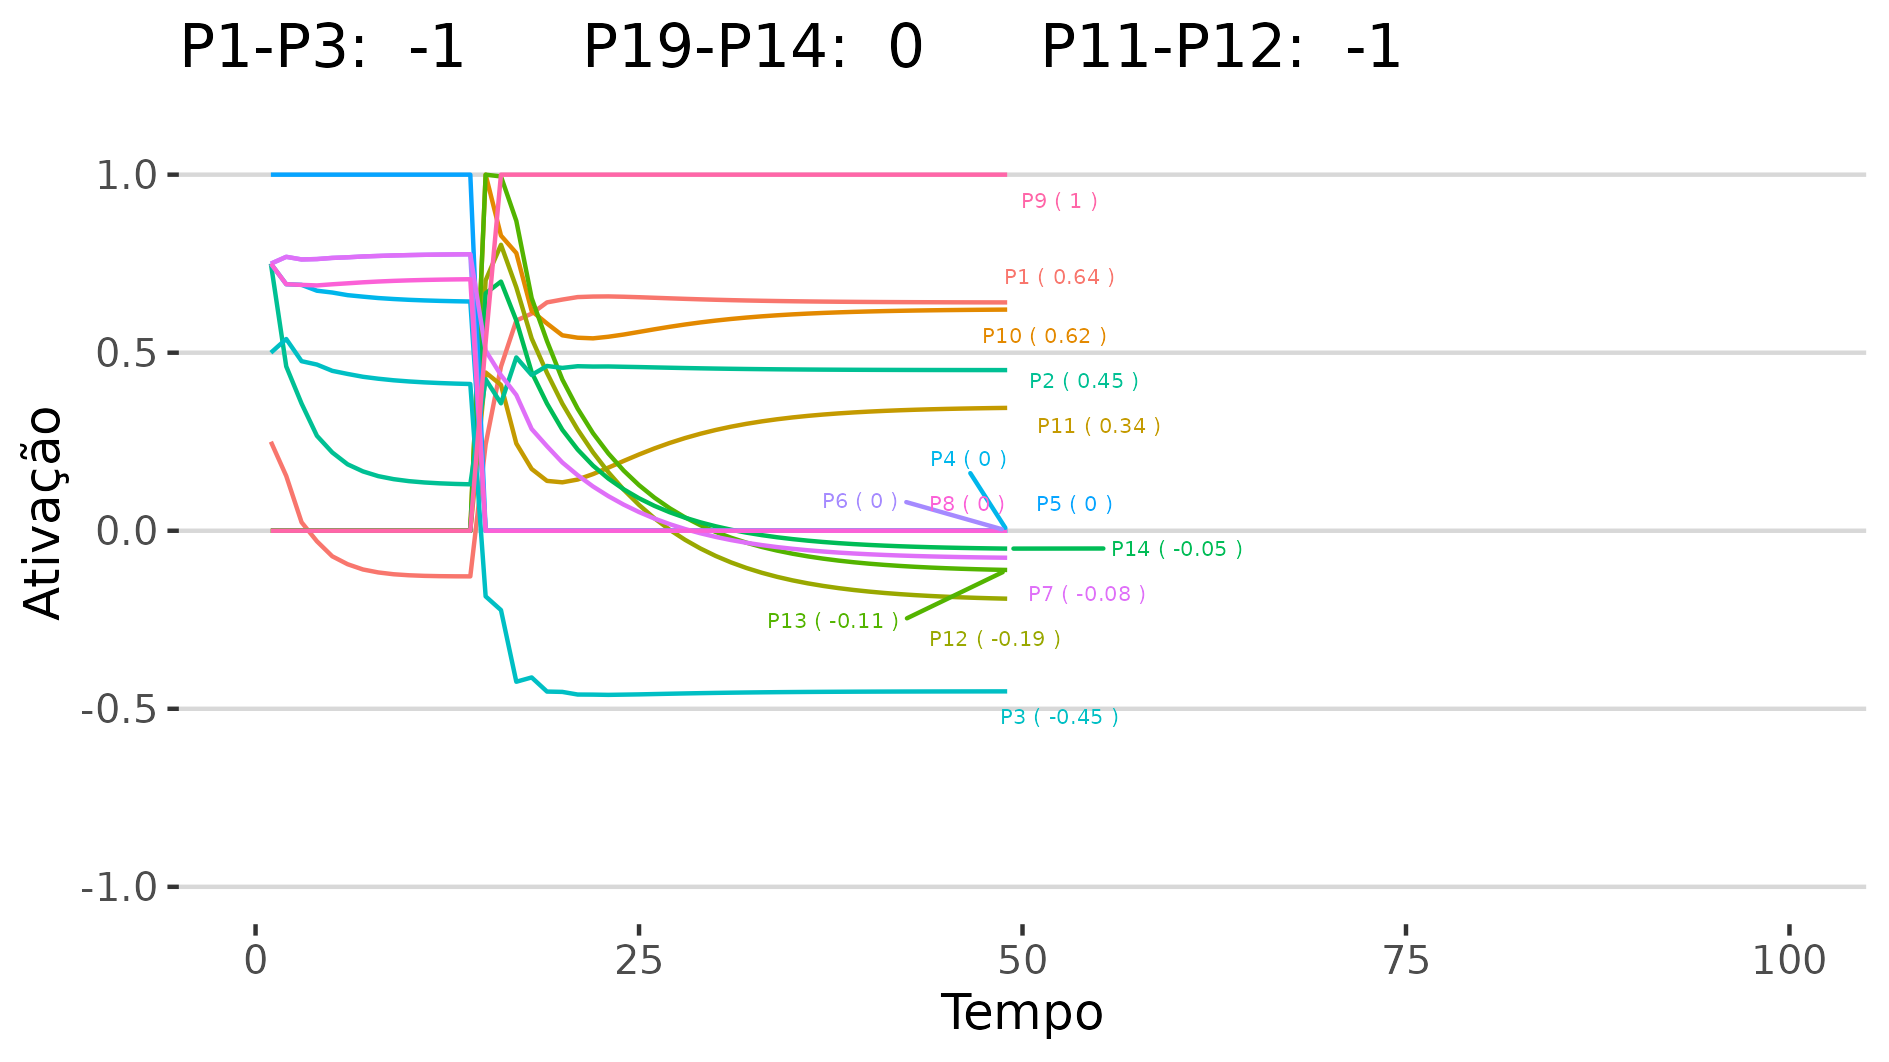 P1-P3:  -1      P19-P14:  0      P11-P12:  -1
1.0
P9 ( 1 )
P1 ( 0.64 )
P10 ( 0.62 )
0.5
P2 ( 0.45 )
P11 ( 0.34 )
P4 ( 0 )
P6 ( 0 ) P8 ( 0 ) P5 ( 0 )
0.0
P14 ( -0.05 )
P7 ( -0.08 )
P13 ( -0.11 )
P12 ( -0.19 )
-0.5
P3 ( -0.45 )
-1.0
Ativação
0 25 50 75 100
Tempo